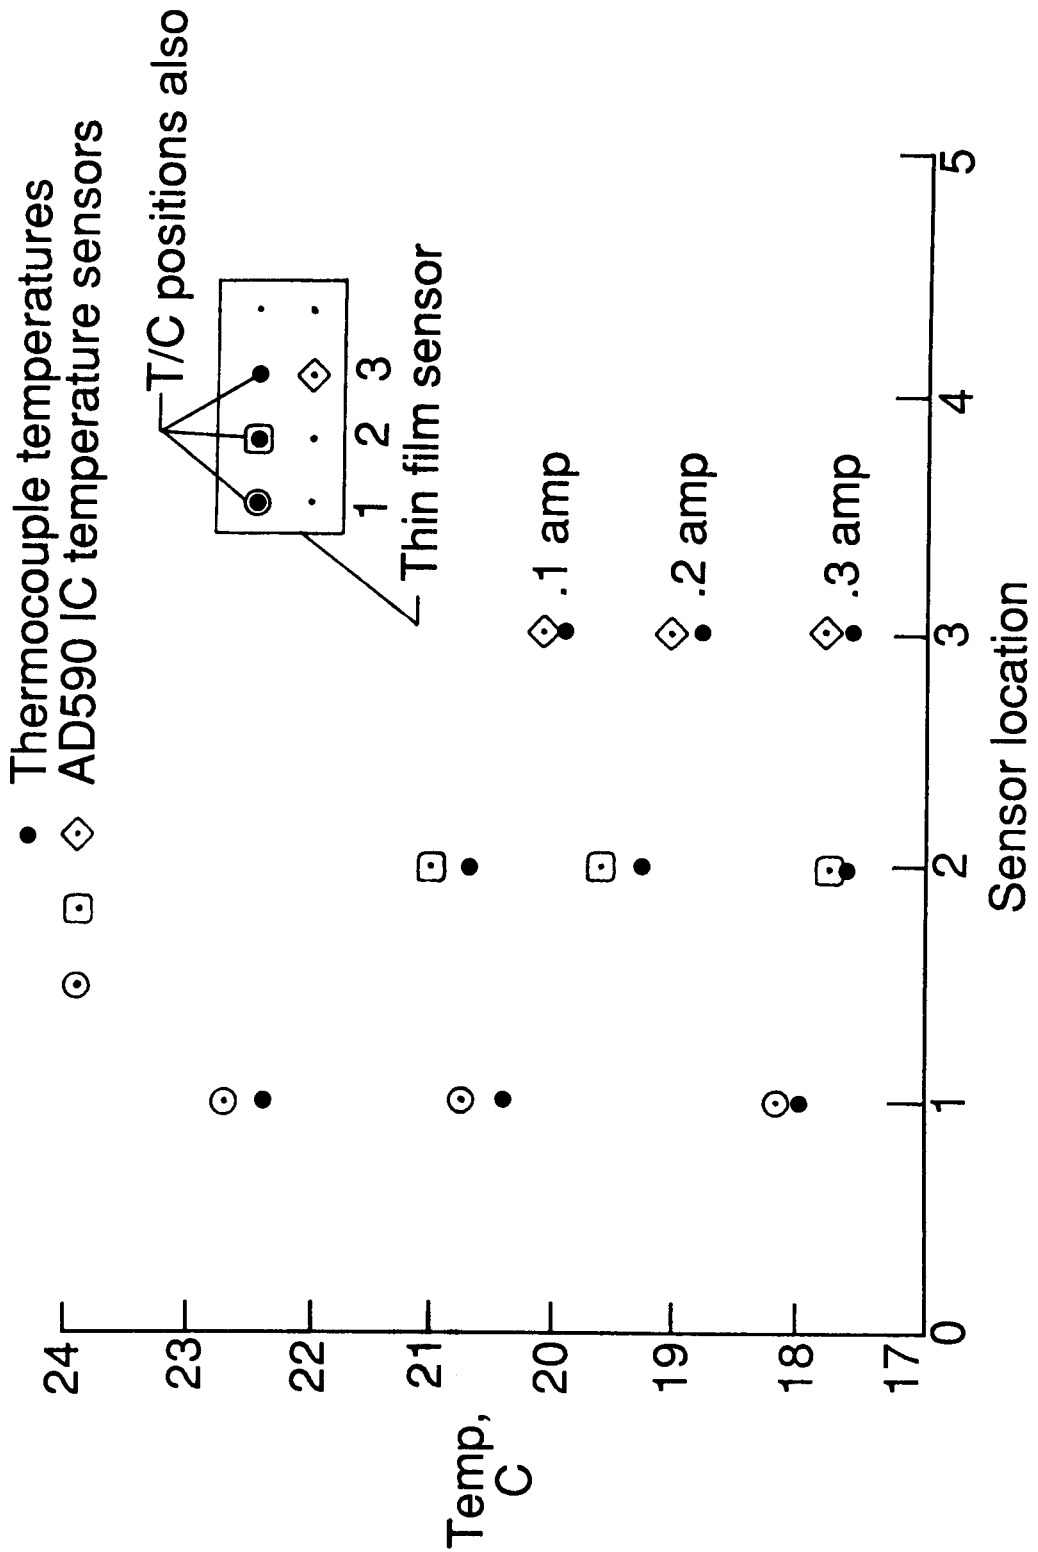 Thermocouple temperatures
AD590 IC temperature sensors
T/C positions also
1 2 3
Thin film sensor
24
23
22
21
20
19
18
17
Temp,
C
.1 amp
.2 amp
.3 amp
0 1 2 3 4 5
Sensor location